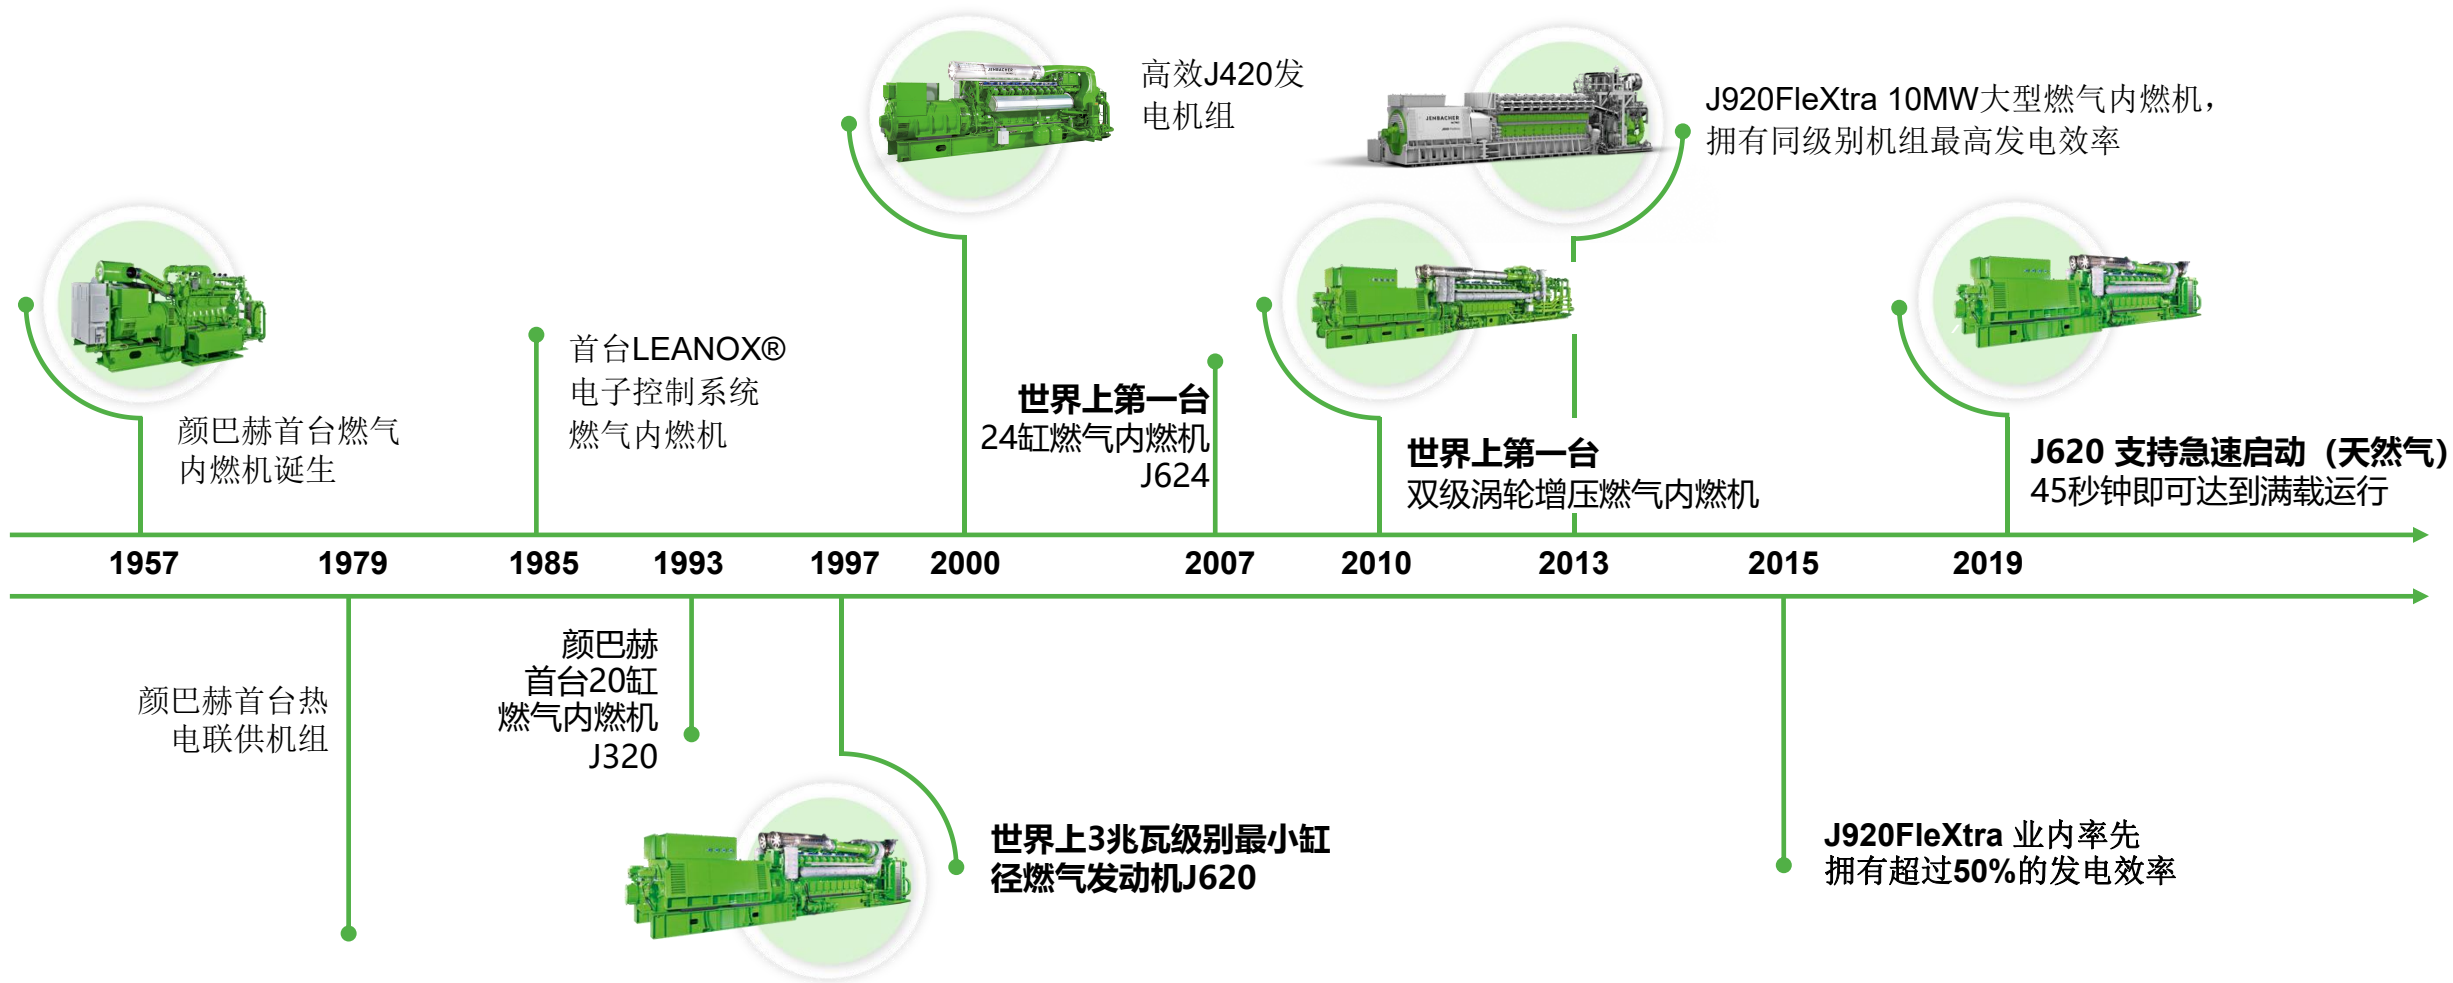 高效J420发
电机组
J920FleXtra 10MW大型燃气内燃机，
拥有同级别机组最高发电效率
颜巴赫首台燃气
内燃机诞生
首台LEANOX®
电子控制系统
燃气内燃机
世界上第一台
24缸燃气内燃机
J624
世界上第一台
双级涡轮增压燃气内燃机
J620 支持急速启动（天然气）
45秒钟即可达到满载运行
1957
1979
1985
1993
1997
2000
2007
2010
2013
2015
2019
颜巴赫首台热
电联供机组
颜巴赫
首台20缸
燃气内燃机
J320
世界上3兆瓦级别最小缸
径燃气发动机J620
J920FleXtra 业内率先
拥有超过50%的发电效率
JENBACHER
JENBACHER